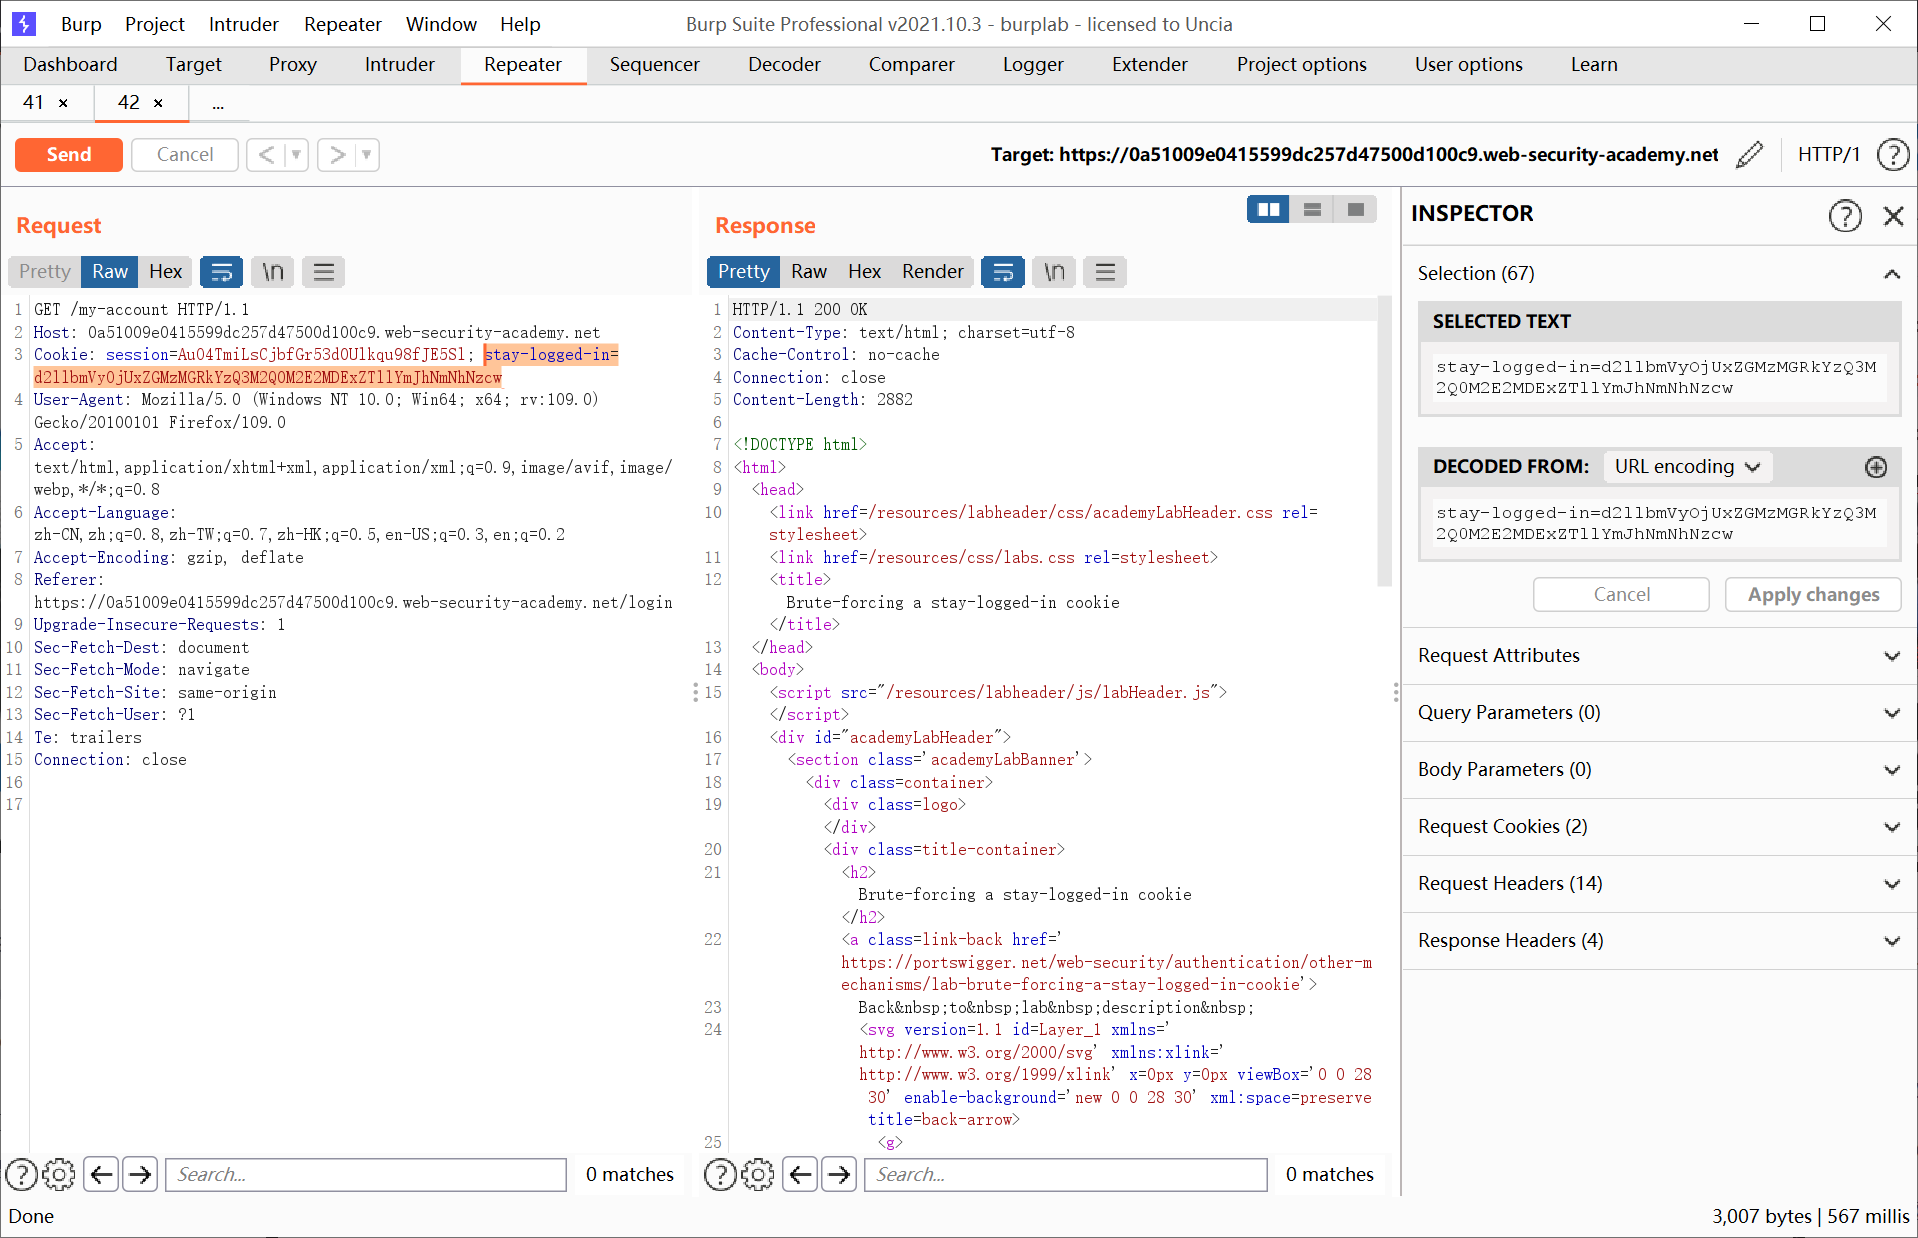 Burp Project Intruder Repeater Window Help Burp Suite Professional v2021.10.3 - burplab - licensed to Uncia
Dashboard Target Proxy Intruder Repeater Sequencer Decoder Comparer Logger Extender Project options User options Learn
41 × 42 × ...
Send Cancel < > Target: https://0a51009e0415599dc257d47500d100c9.web-security-academy.net HTTP/1 ?
Request
Pretty Raw Hex \n
1 GET /my-account HTTP/1.1
2 Host: 0a51009e0415599dc257d47500d100c9.web-security-academy.net
3 Cookie: session=Au04TmiLsCjbfGr53d0Ulkqu98fJE5Sl; stay-logged-in=
d2llbmVyOjUxZGMzMGRkYzQ3M2Q0M2E2MDExZTllYmJhNmNhNzcw
4 User-Agent: Mozilla/5.0 (Windows NT 10.0; Win64; x64; rv:109.0)
Gecko/20100101 Firefox/109.0
5 Accept:
text/html,application/xhtml+xml,application/xml;q=0.9,image/avif,image/
webp,*/*;q=0.8
6 Accept-Language:
zh-CN,zh;q=0.8,zh-TW;q=0.7,zh-HK;q=0.5,en-US;q=0.3,en;q=0.2
7 Accept-Encoding: gzip, deflate
8 Referer:
https://0a51009e0415599dc257d47500d100c9.web-security-academy.net/login
9 Upgrade-Insecure-Requests: 1
10 Sec-Fetch-Dest: document
11 Sec-Fetch-Mode: navigate
12 Sec-Fetch-Site: same-origin
13 Sec-Fetch-User: ?1
14 Te: trailers
15 Connection: close
16
17
? Search... 0 matches
Response
Pretty Raw Hex Render \n
1 HTTP/1.1 200 OK
2 Content-Type: text/html; charset=utf-8
3 Cache-Control: no-cache
4 Connection: close
5 Content-Length: 2882
6
7 <!DOCTYPE html>
8 <html>
9 <head>
10 <link href=/resources/labheader/css/academyLabHeader.css rel=
stylesheet>
11 <link href=/resources/css/labs.css rel=stylesheet>
12 <title>
Brute-forcing a stay-logged-in cookie
</title>
13 </head>
14 <body>
15 <script src="/resources/labheader/js/labHeader.js">
</script>
16 <div id="academyLabHeader">
17 <section class='academyLabBanner'>
18 <div class=container>
19 <div class=logo>
</div>
20 <div class=title-container>
21 <h2>
Brute-forcing a stay-logged-in cookie
</h2>
22 <a class=link-back href='
https://portswigger.net/web-security/authentication/other-m
echanisms/lab-brute-forcing-a-stay-logged-in-cookie'>
23 Back&nbsp;to&nbsp;lab&nbsp;description&nbsp;
24 <svg version=1.1 id=Layer_1 xmlns='
http://www.w3.org/2000/svg' xmlns:xlink='
http://www.w3.org/1999/xlink' x=0px y=0px viewBox='0 0 28
30' enable-background='new 0 0 28 30' xml:space=preserve
title=back-arrow>
25 <g>
? Search... 0 matches
INSPECTOR ?
Selection (67)
SELECTED TEXT
stay-logged-in=d2llbmVyOjUxZGMzMGRkYzQ3M
2Q0M2E2MDExZTllYmJhNmNhNzcw
DECODED FROM: URL encoding
stay-logged-in=d2llbmVyOjUxZGMzMGRkYzQ3M
2Q0M2E2MDExZTllYmJhNmNhNzcw
Cancel Apply changes
Request Attributes
Query Parameters (0)
Body Parameters (0)
Request Cookies (2)
Request Headers (14)
Response Headers (4)
Done 3,007 bytes | 567 millis